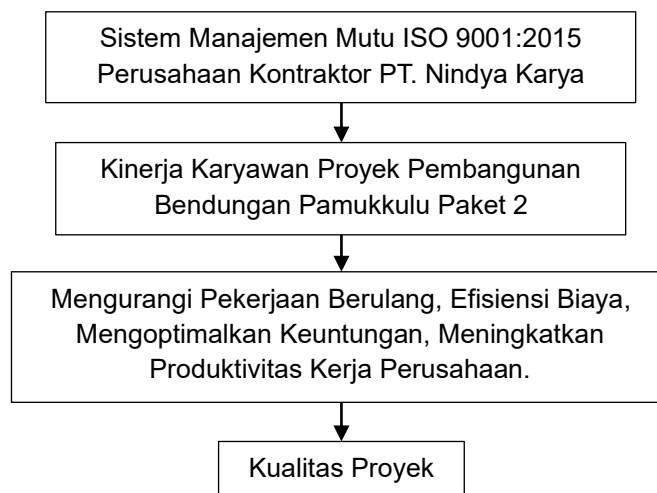 Sistem Manajemen Mutu ISO 9001:2015
Perusahaan Kontraktor PT. Nindya Karya
Kinerja Karyawan Proyek Pembangunan
Bendungan Pamukkulu Paket 2
Mengurangi Pekerjaan Berulang, Efisiensi Biaya,
Mengoptimalkan Keuntungan, Meningkatkan
Produktivitas Kerja Perusahaan.
Kualitas Proyek